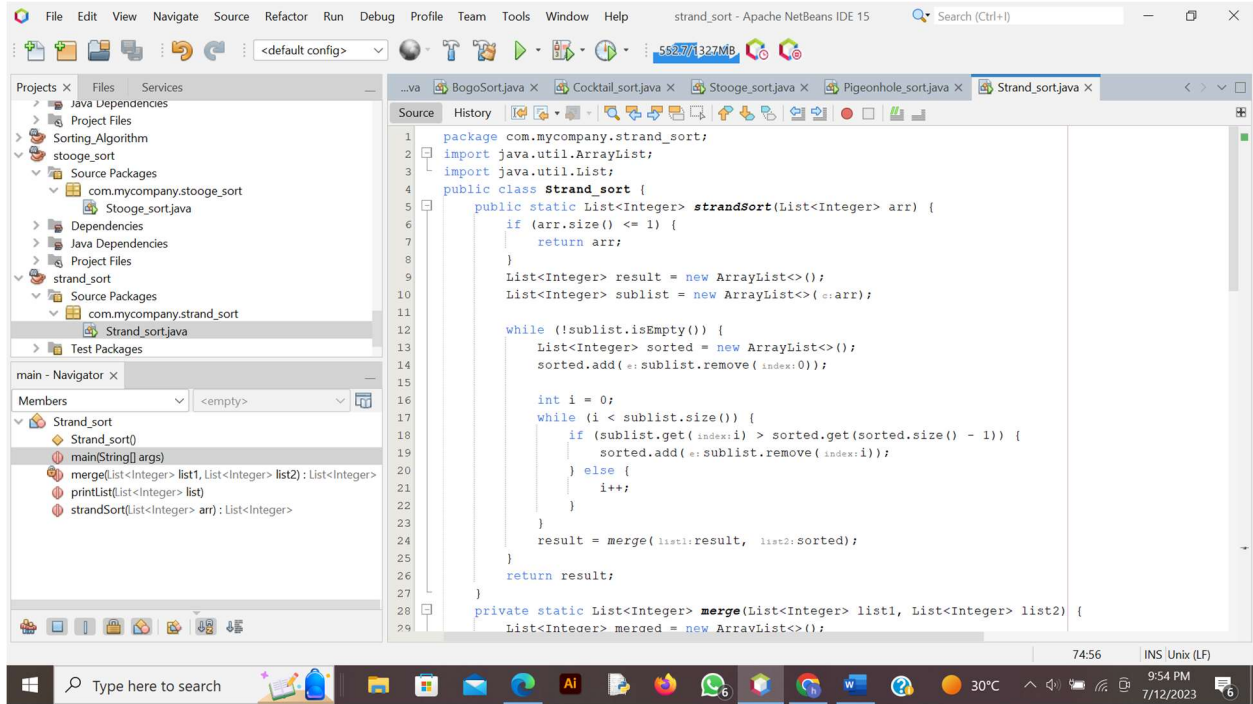 File Edit View Navigate Source Refactor Run Debug Profile Team Tools Window Help strand_sort - Apache NetBeans IDE 15 Search (Ctrl+I)
<default config> 552.7/1327MB
Projects Files Services
Java Dependencies
Project Files
Sorting_Algorithm
stooge_sort
Source Packages
com.mycompany.stooge_sort
Stooge_sort.java
Dependencies
Java Dependencies
Project Files
strand_sort
Source Packages
com.mycompany.strand_sort
Strand_sort.java
Test Packages
main - Navigator
Members <empty>
Strand_sort
Strand_sort()
main(String[] args)
merge(List<Integer> list1, List<Integer> list2) : List<Integer>
printList(List<Integer> list)
strandSort(List<Integer> arr) : List<Integer>
...va BogoSort.java Cocktail_sort.java Stooge_sort.java Pigeonhole_sort.java Strand_sort.java
Source History
1 package com.mycompany.strand_sort;
2 import java.util.ArrayList;
3 import java.util.List;
4 public class Strand_sort {
5 public static List<Integer> strandSort(List<Integer> arr) {
6 if (arr.size() <= 1) {
7 return arr;
8 }
9 List<Integer> result = new ArrayList<>();
10 List<Integer> sublist = new ArrayList<>( c:arr);
11
12 while (!sublist.isEmpty()) {
13 List<Integer> sorted = new ArrayList<>();
14 sorted.add( e: sublist.remove( index:0));
15
16 int i = 0;
17 while (i < sublist.size()) {
18 if (sublist.get( index:i) > sorted.get(sorted.size() - 1)) {
19 sorted.add( e: sublist.remove( index:i));
20 } else {
21 i++;
22 }
23 }
24 result = merge( list1:result, list2:sorted);
25 }
26 return result;
27 }
28 private static List<Integer> merge(List<Integer> list1, List<Integer> list2) {
29 List<Integer> merged = new ArrayList<>();
74:56 INS Unix (LF)
Type here to search Ai 6 h W 30°C 9:54 PM
7/12/2023 6